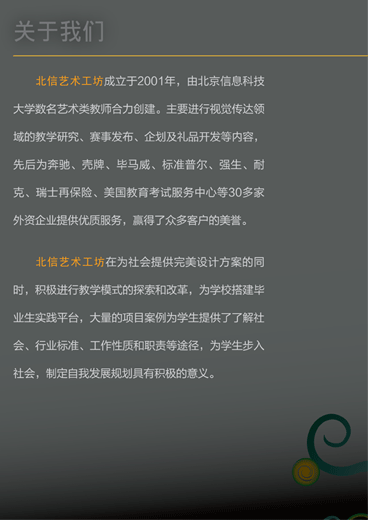 关于我们
北信艺术工坊成立于2001年，由北京信息科技
大学数名艺术类教师合力创建。主要进行视觉传达领
域的教学研究、赛事发布、企划及礼品开发等内容，
先后为奔驰、壳牌、毕马威、标准普尔、强生、耐
克、瑞士再保险、美国教育考试服务中心等30多家
外资企业提供优质服务，赢得了众多客户的美誉。
北信艺术工坊在为社会提供完美设计方案的同
时，积极进行教学模式的探索和改革，为学校搭建毕
业生实践平台，大量的项目案例为学生提供了了解社
会、行业标准、工作性质和职责等途径，为学生步入
社会，制定自我发展规划具有积极的意义。